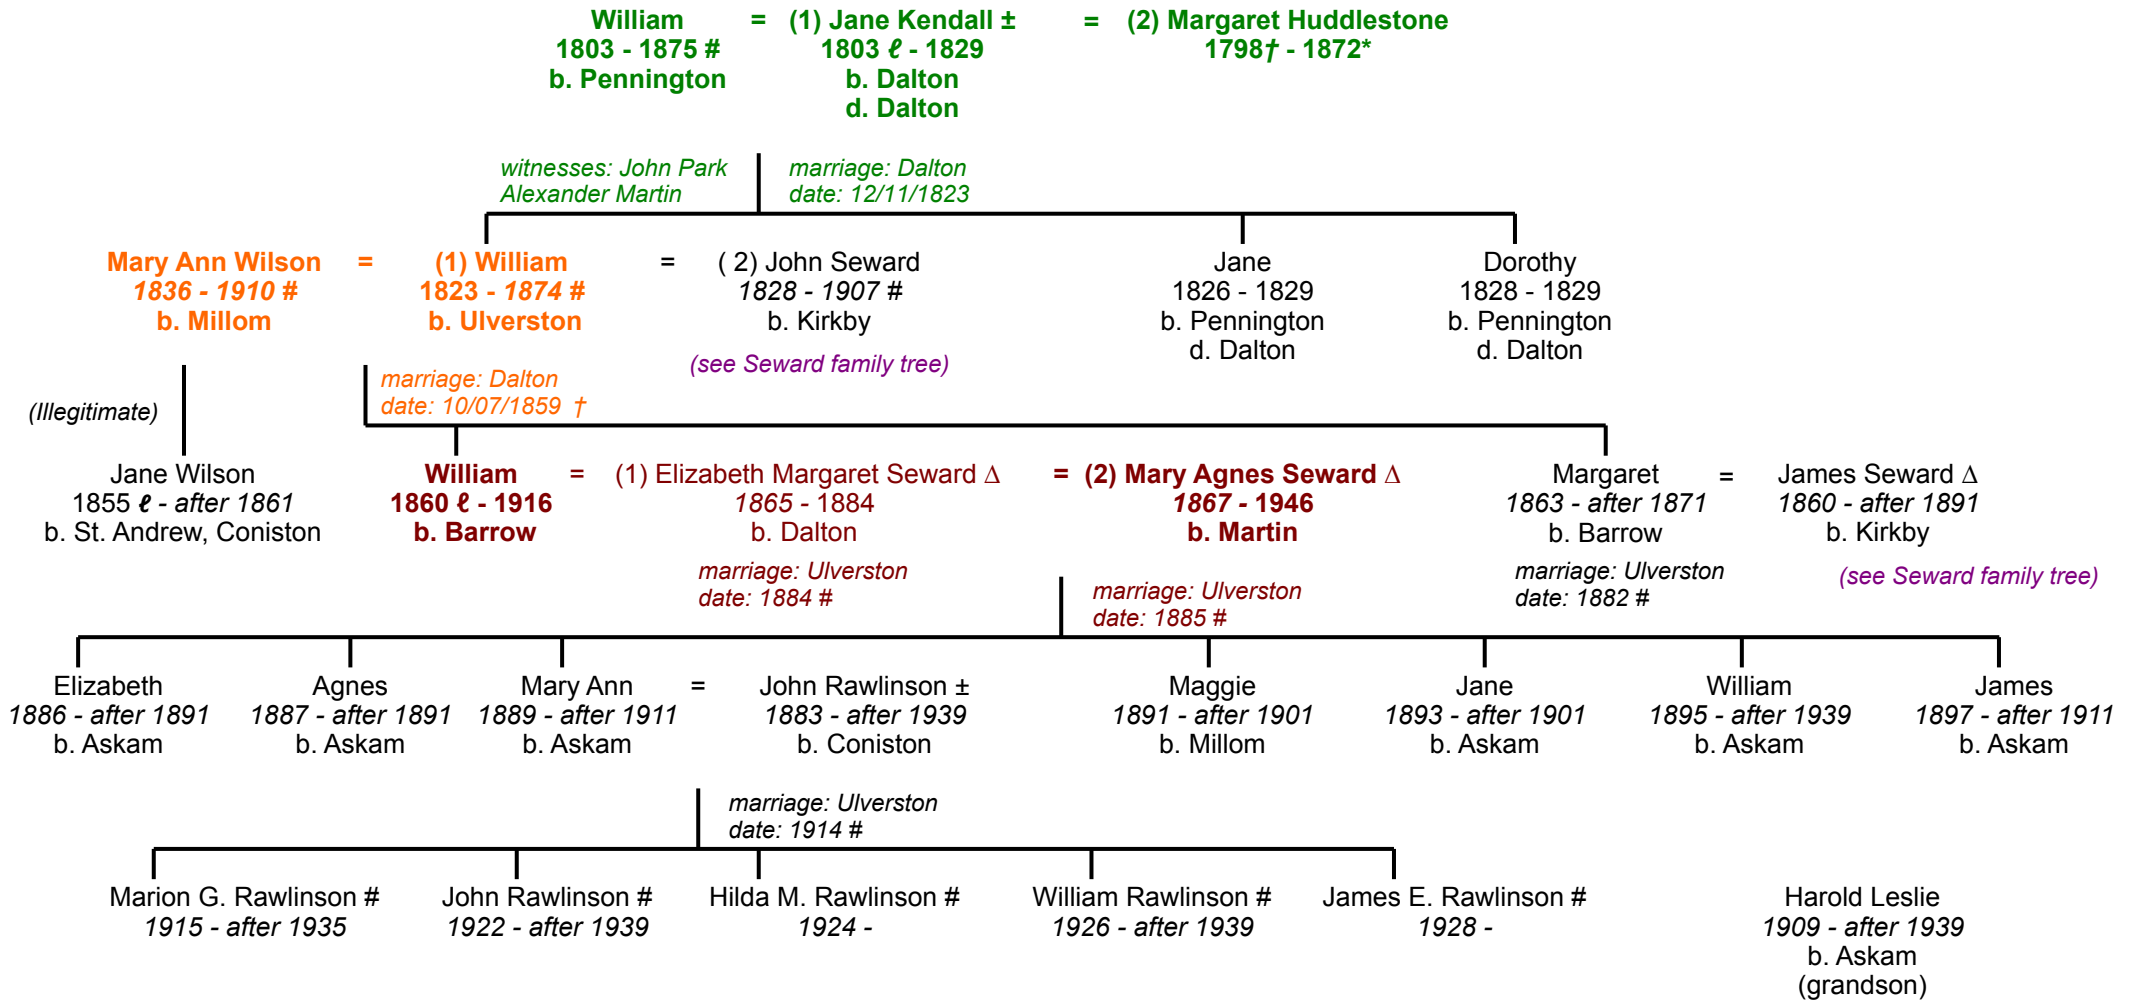 William = (1) Jane Kendall ± = (2) Margaret Huddlestone
1803 - 1875 # 1803 ℓ - 1829 1798† - 1872*
b. Pennington b. Dalton
d. Dalton
witnesses: John Park marriage: Dalton
Alexander Martin date: 12/11/1823
Mary Ann Wilson = (1) William = ( 2) John Seward Jane Dorothy
1836 - 1910 # 1823 - 1874 # 1828 - 1907 # 1826 - 1829 1828 - 1829
b. Millom b. Ulverston b. Kirkby b. Pennington b. Pennington
d. Dalton d. Dalton
(see Seward family tree)
marriage: Dalton
date: 10/07/1859 †
(Illegitimate)
Jane Wilson William = (1) Elizabeth Margaret Seward Δ = (2) Mary Agnes Seward Δ Margaret = James Seward Δ
1855 ℓ - after 1861 1860 ℓ - 1916 1865 - 1884 1867 - 1946 1863 - after 1871 1860 - after 1891
b. St. Andrew, Coniston b. Barrow b. Dalton b. Martin b. Barrow b. Kirkby
marriage: Ulverston marriage: Ulverston marriage: Ulverston (see Seward family tree)
date: 1884 # date: 1885 # date: 1882 #
Elizabeth Agnes Mary Ann = John Rawlinson ± Maggie Jane William James
1886 - after 1891 1887 - after 1891 1889 - after 1911 1883 - after 1939 1891 - after 1901 1893 - after 1901 1895 - after 1939 1897 - after 1911
b. Askam b. Askam b. Askam b. Coniston b. Millom b. Askam b. Askam b. Askam
marriage: Ulverston
date: 1914 #
Marion G. Rawlinson # John Rawlinson # Hilda M. Rawlinson # William Rawlinson # James E. Rawlinson # Harold Leslie
1915 - after 1935 1922 - after 1939 1924 - 1926 - after 1939 1928 - 1909 - after 1939
b. Askam
(grandson)